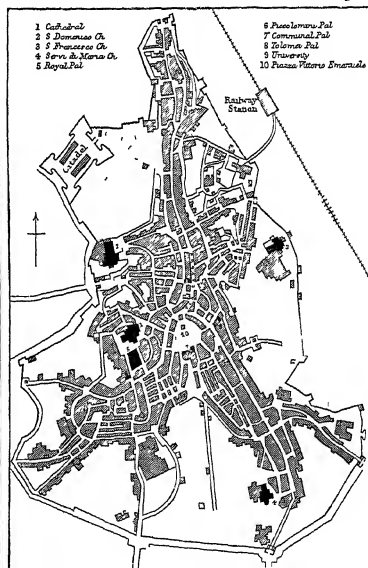 1 Cathedral
2 S Domenico Ch
3 S Francesco Ch
4 Servi di Maria Ch
5 Royal Pal
6 Piccolomini Pal
7 Communal Pal
8 Tolomei Pal
9 University
10 Piazza Vittorio Emanuele
Railway
Station
Citadel